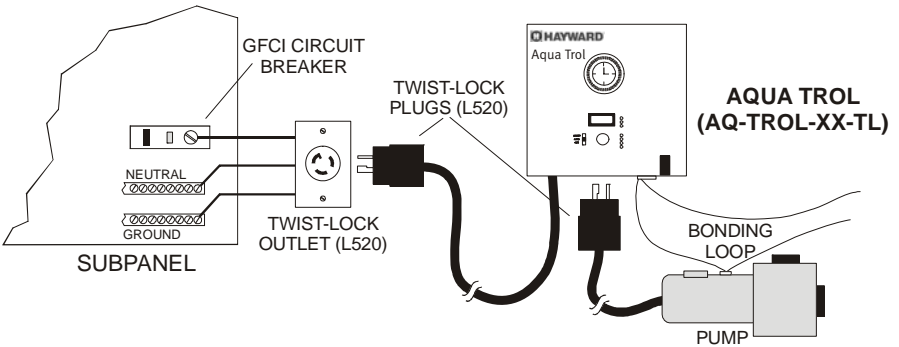 GFCI CIRCUIT
BREAKER
NEUTRAL
GROUND
SUBPANEL
TWIST-LOCK
OUTLET (L520)
TWIST-LOCK
PLUGS (L520)
HAYWARD
Aqua Trol
AQUA TROL
(AQ-TROL-XX-TL)
BONDING
LOOP
PUMP